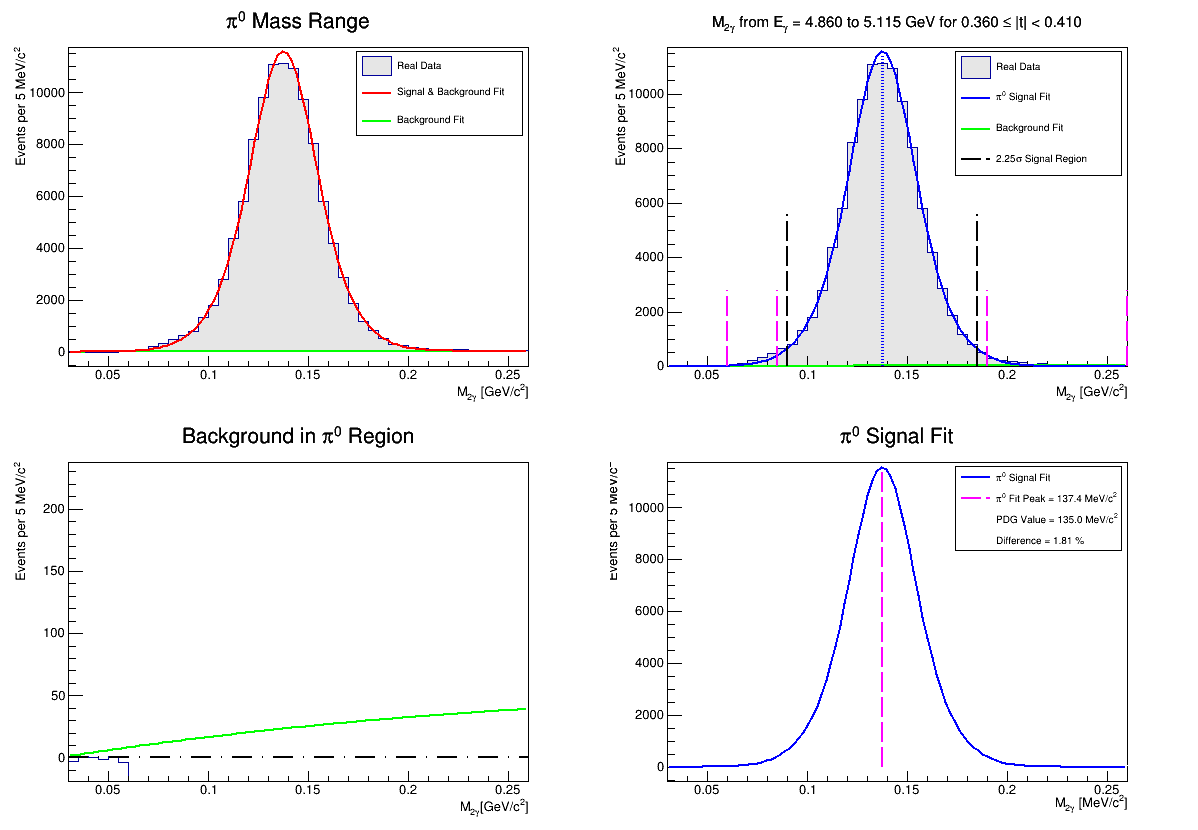 π⁰ Mass Range
Events per 5 MeV/c²
10000
8000
6000
4000
2000
0
0.05
0.1
0.15
0.2
0.25
M₂γ [GeV/c²]
Real Data
Signal & Background Fit
Background Fit
M₂γ from Eγ = 4.860 to 5.115 GeV for 0.360 ≤ |t| < 0.410
Events per 5 MeV/c²
10000
8000
6000
4000
2000
0
0.05
0.1
0.15
0.2
0.25
M₂γ [GeV/c²]
Real Data
π⁰ Signal Fit
Background Fit
2.25σ Signal Region
Background in π⁰ Region
Events per 5 MeV/c²
200
150
100
50
0
0.05
0.1
0.15
0.2
0.25
M₂γ[GeV/c²]
π⁰ Signal Fit
Events per 5 MeV/c²
10000
8000
6000
4000
2000
0
0.05
0.1
0.15
0.2
0.25
M₂γ [MeV/c²]
π⁰ Signal Fit
π⁰ Fit Peak = 137.4 MeV/c²
PDG Value = 135.0 MeV/c²
Difference = 1.81 %